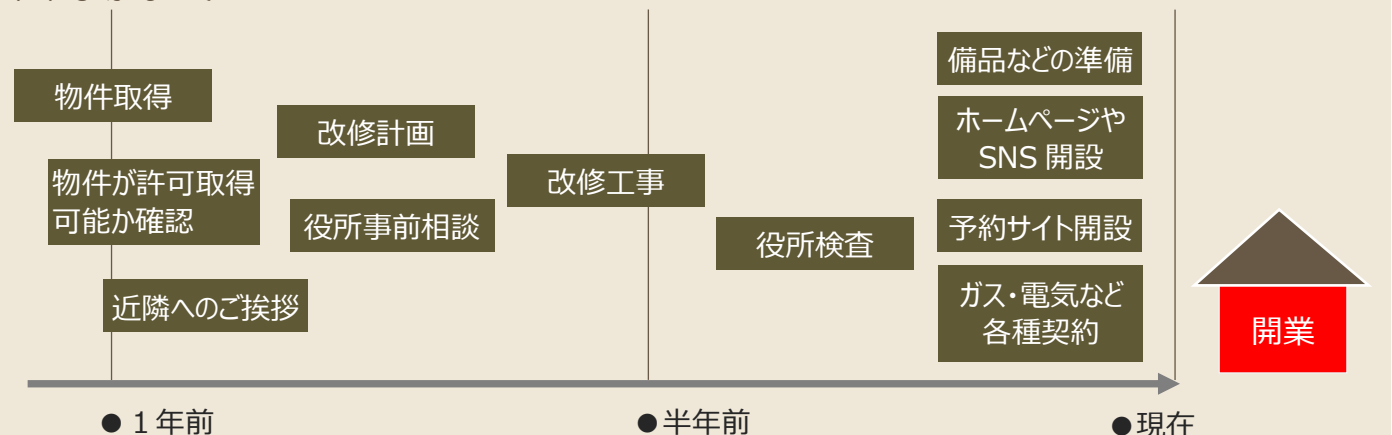 物件取得
物件が許可取得
可能か確認
近隣へのご挨拶
改修計画
役所事前相談
改修工事
役所検査
備品などの準備
ホームページや
SNS 開設
予約サイト開設
ガス・電気など
各種契約
開業
●１年前
●半年前
●現在